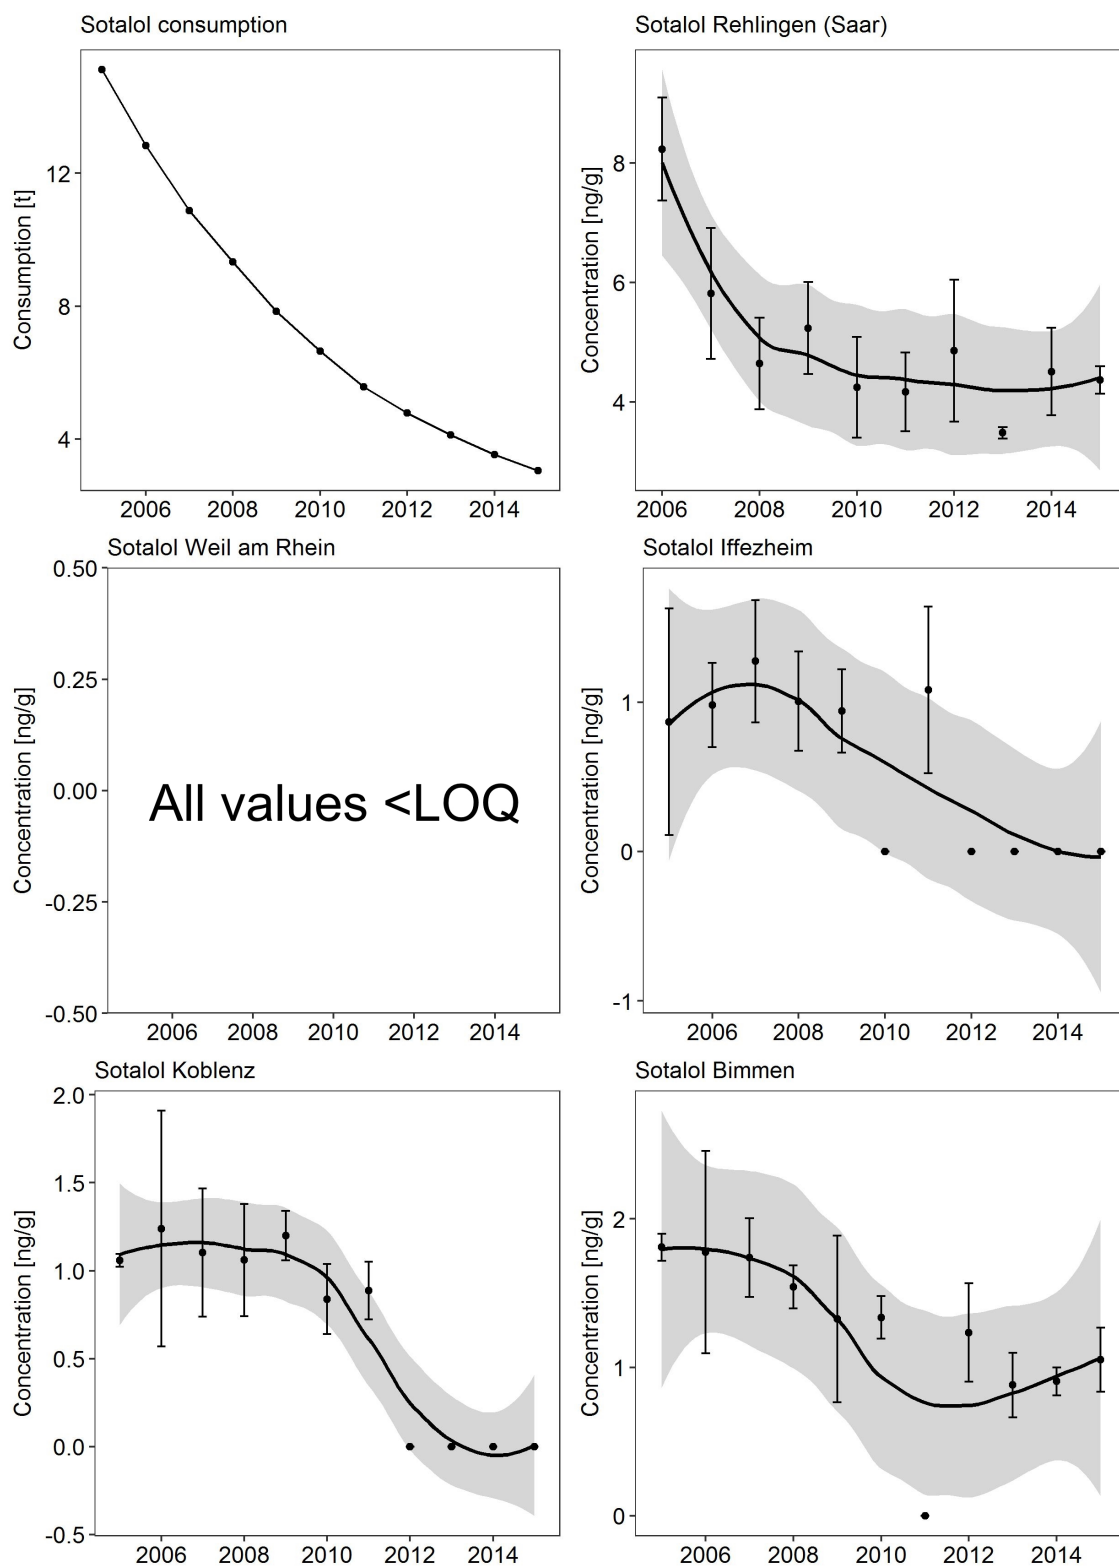 Sotalol consumption
Consumption [t]
12
8
4
2006 2008 2010 2012 2014
Sotalol Rehlingen (Saar)
Concentration [ng/g]
8
6
4
2006 2008 2010 2012 2014
Sotalol Weil am Rhein
Concentration [ng/g]
0.50
0.25
0.00
-0.25
-0.50
All values <LOQ
2006 2008 2010 2012 2014
Sotalol Iffezheim
Concentration [ng/g]
1
0
-1
2006 2008 2010 2012 2014
Sotalol Koblenz
Concentration [ng/g]
2.0
1.5
1.0
0.5
0.0
-0.5
2006 2008 2010 2012 2014
Sotalol Bimmen
Concentration [ng/g]
2
1
0
2006 2008 2010 2012 2014